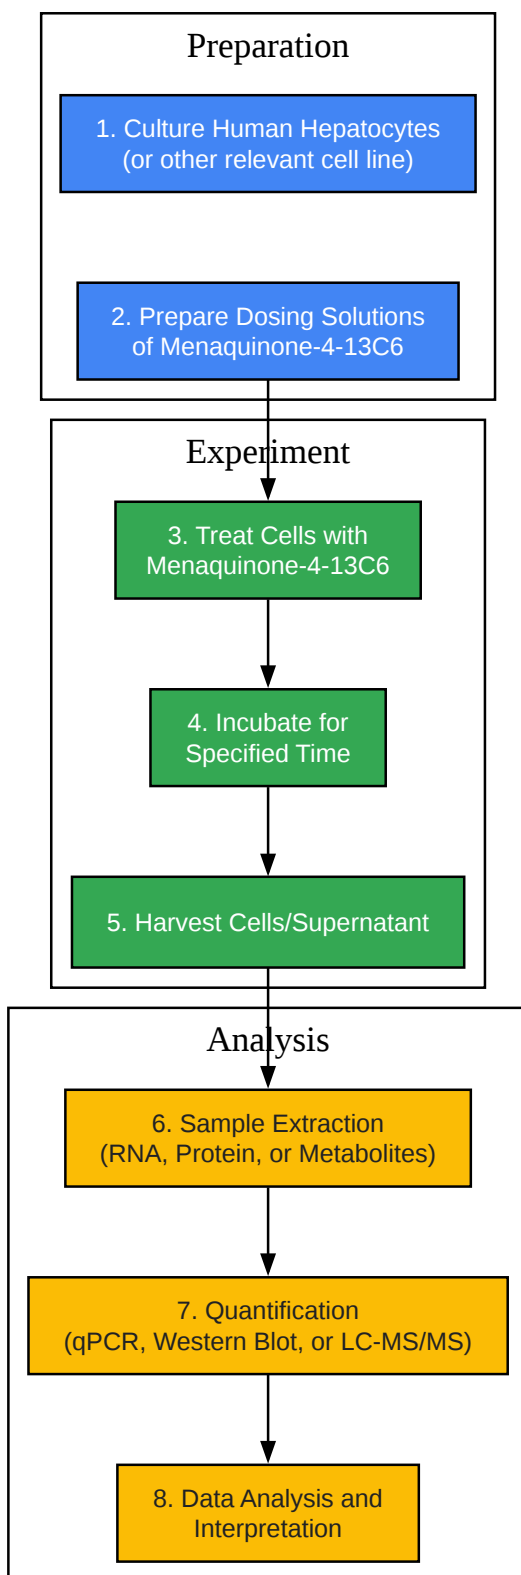 Preparation
1. Culture Human Hepatocytes
(or other relevant cell line)
2. Prepare Dosing Solutions
of Menaquinone-4-13C6
Experiment
3. Treat Cells with
Menaquinone-4-13C6
4. Incubate for
Specified Time
5. Harvest Cells/Supernatant
Analysis
6. Sample Extraction
(RNA, Protein, or Metabolites)
7. Quantification
(qPCR, Western Blot, or LC-MS/MS)
8. Data Analysis and
Interpretation